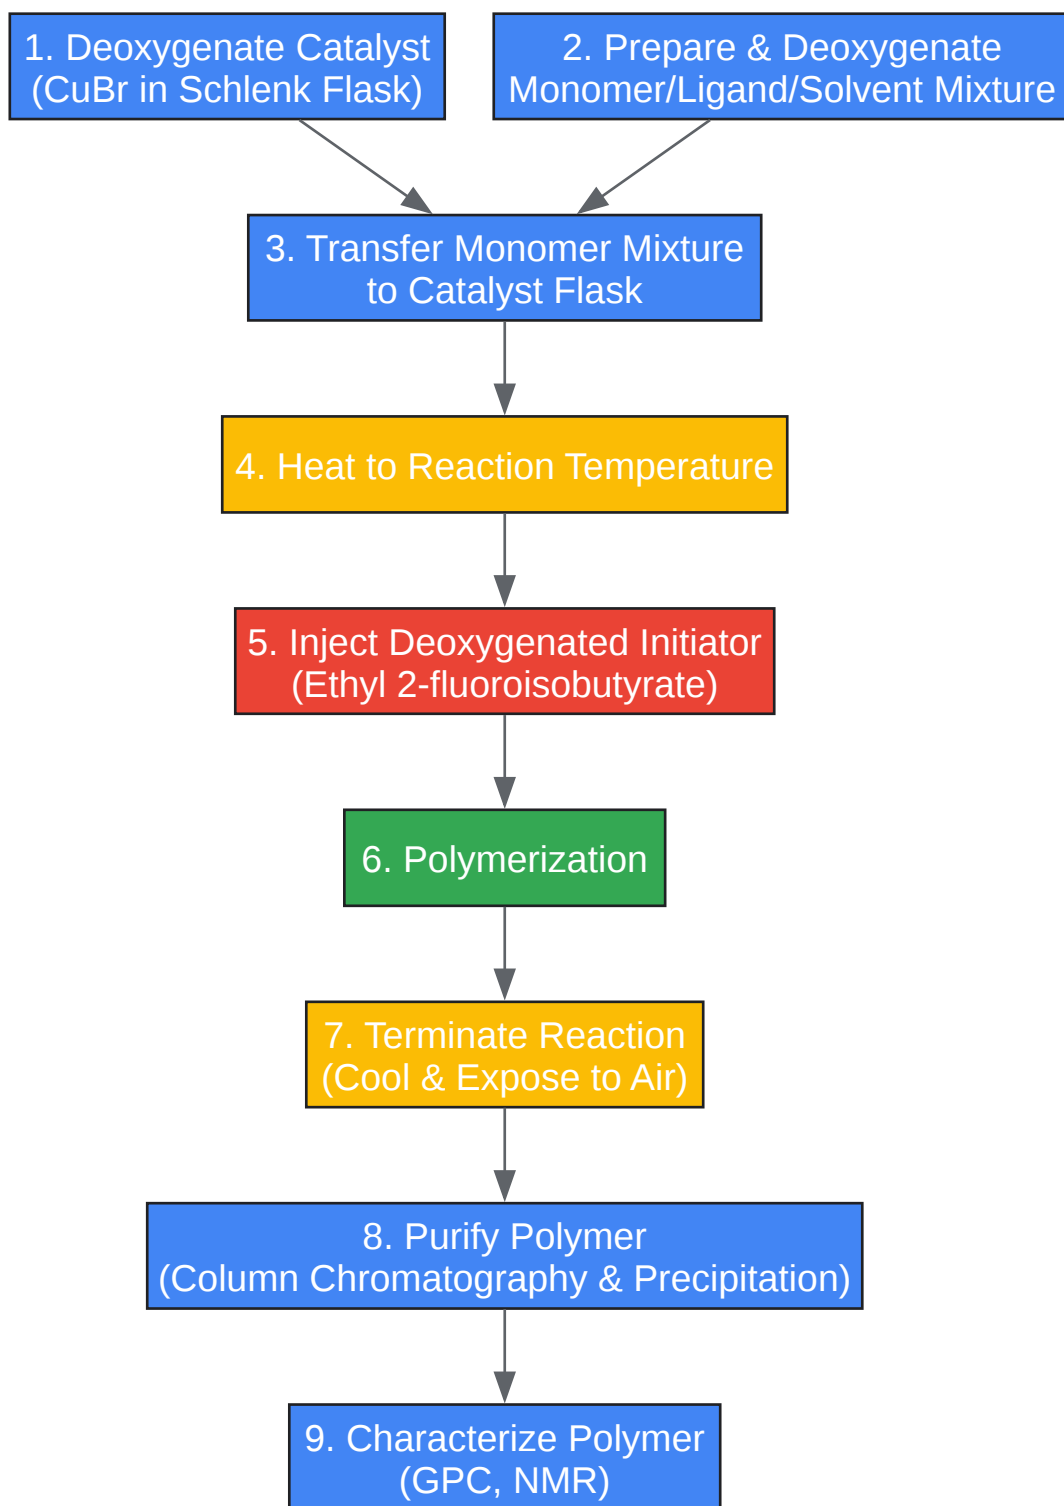 1. Deoxygenate Catalyst
(CuBr in Schlenk Flask)
2. Prepare & Deoxygenate
Monomer/Ligand/Solvent Mixture
3. Transfer Monomer Mixture
to Catalyst Flask
4. Heat to Reaction Temperature
5. Inject Deoxygenated Initiator
(Ethyl 2-fluoroisobutyrate)
6. Polymerization
7. Terminate Reaction
(Cool & Expose to Air)
8. Purify Polymer
(Column Chromatography & Precipitation)
9. Characterize Polymer
(GPC, NMR)